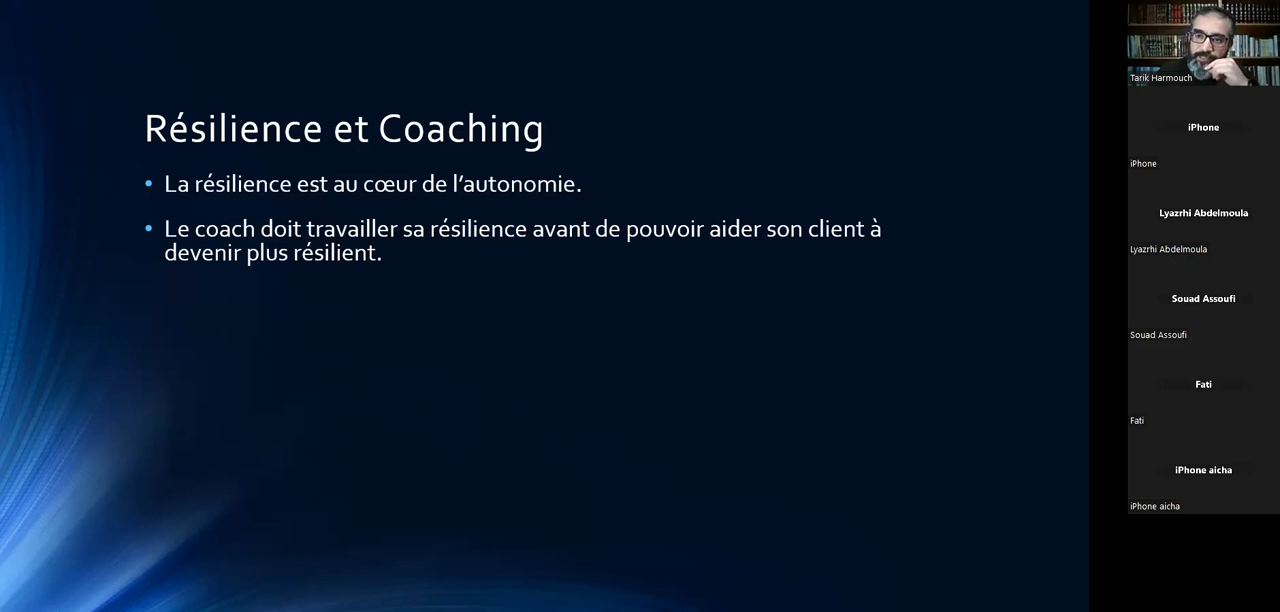 Résilience et Coaching
• La résilience est au cœur de l’autonomie.
• Le coach doit travailler sa résilience avant de pouvoir aider son client à
devenir plus résilient.
Tarik Harmouch
iPhone
iPhone
Lyazrhi Abdelmoula
Lyazrhi Abdelmoula
Souad Assoufi
Souad Assoufi
Fati
Fati
iPhone aicha
iPhone aicha